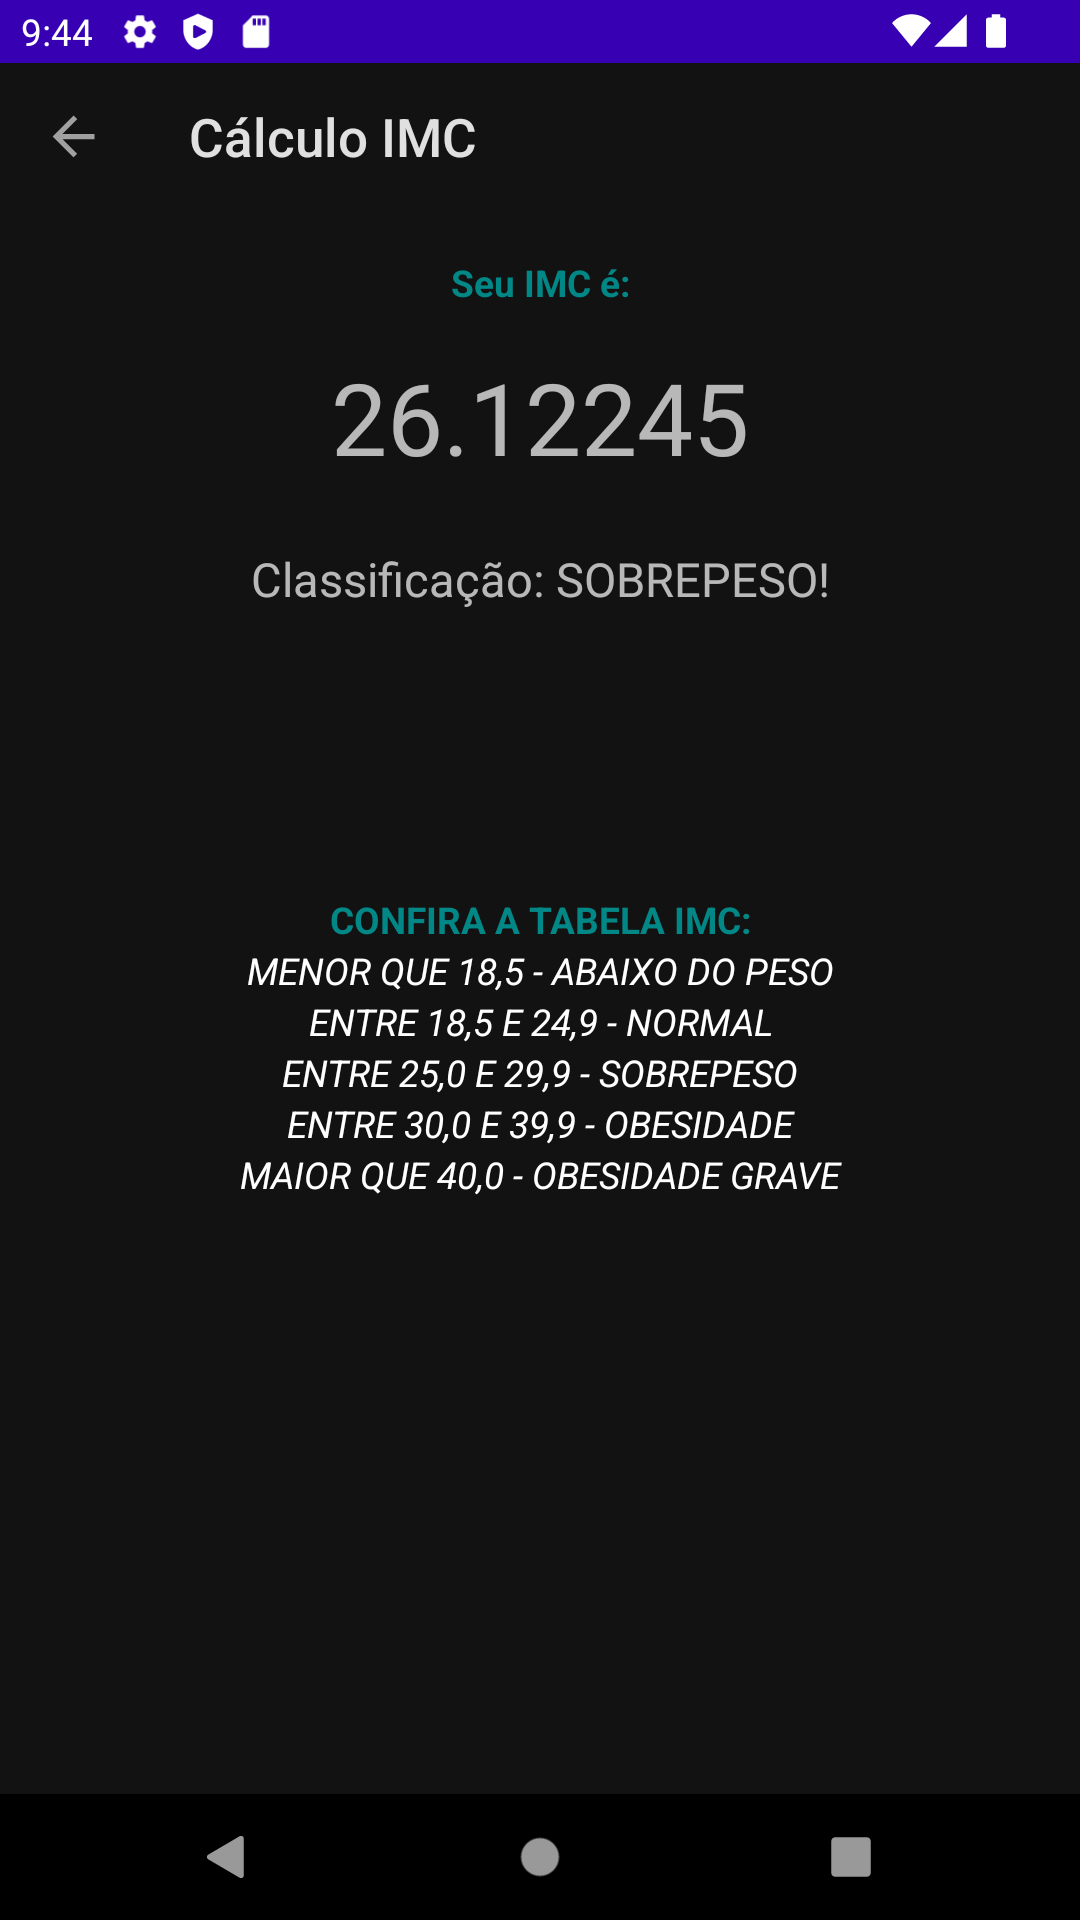 9:44
Cálculo IMC
Seu IMC é:
26.12245
Classificação: SOBREPESO!
CONFIRA A TABELA IMC:
MENOR QUE 18,5 - ABAIXO DO PESO
ENTRE 18,5 E 24,9 - NORMAL
ENTRE 25,0 E 29,9 - SOBREPESO
ENTRE 30,0 E 39,9 - OBESIDADE
MAIOR QUE 40,0 - OBESIDADE GRAVE